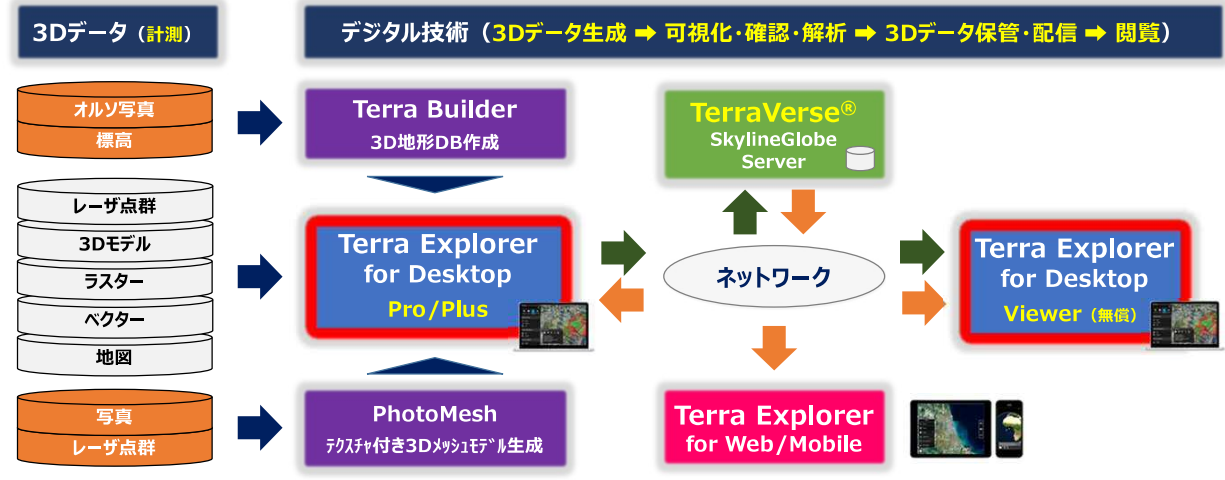 3Dデータ（計測）
デジタル技術（3Dデータ生成 ➡ 可視化・確認・解析 ➡ 3Dデータ保管・配信 ➡ 閲覧）
オルソ写真
標高
Terra Builder
3D地形DB作成
TerraVerse®
SkylineGlobe
Server
レーザ点群
3Dモデル
ラスター
ベクター
地図
Terra Explorer
for Desktop
Pro/Plus
ネットワーク
Terra Explorer
for Desktop
Viewer（無償）
写真
レーザ点群
PhotoMesh
ﾃｸｽﾁｬ付き3Dﾒｯｼｭﾓﾃﾞﾙ生成
Terra Explorer
for Web/Mobile